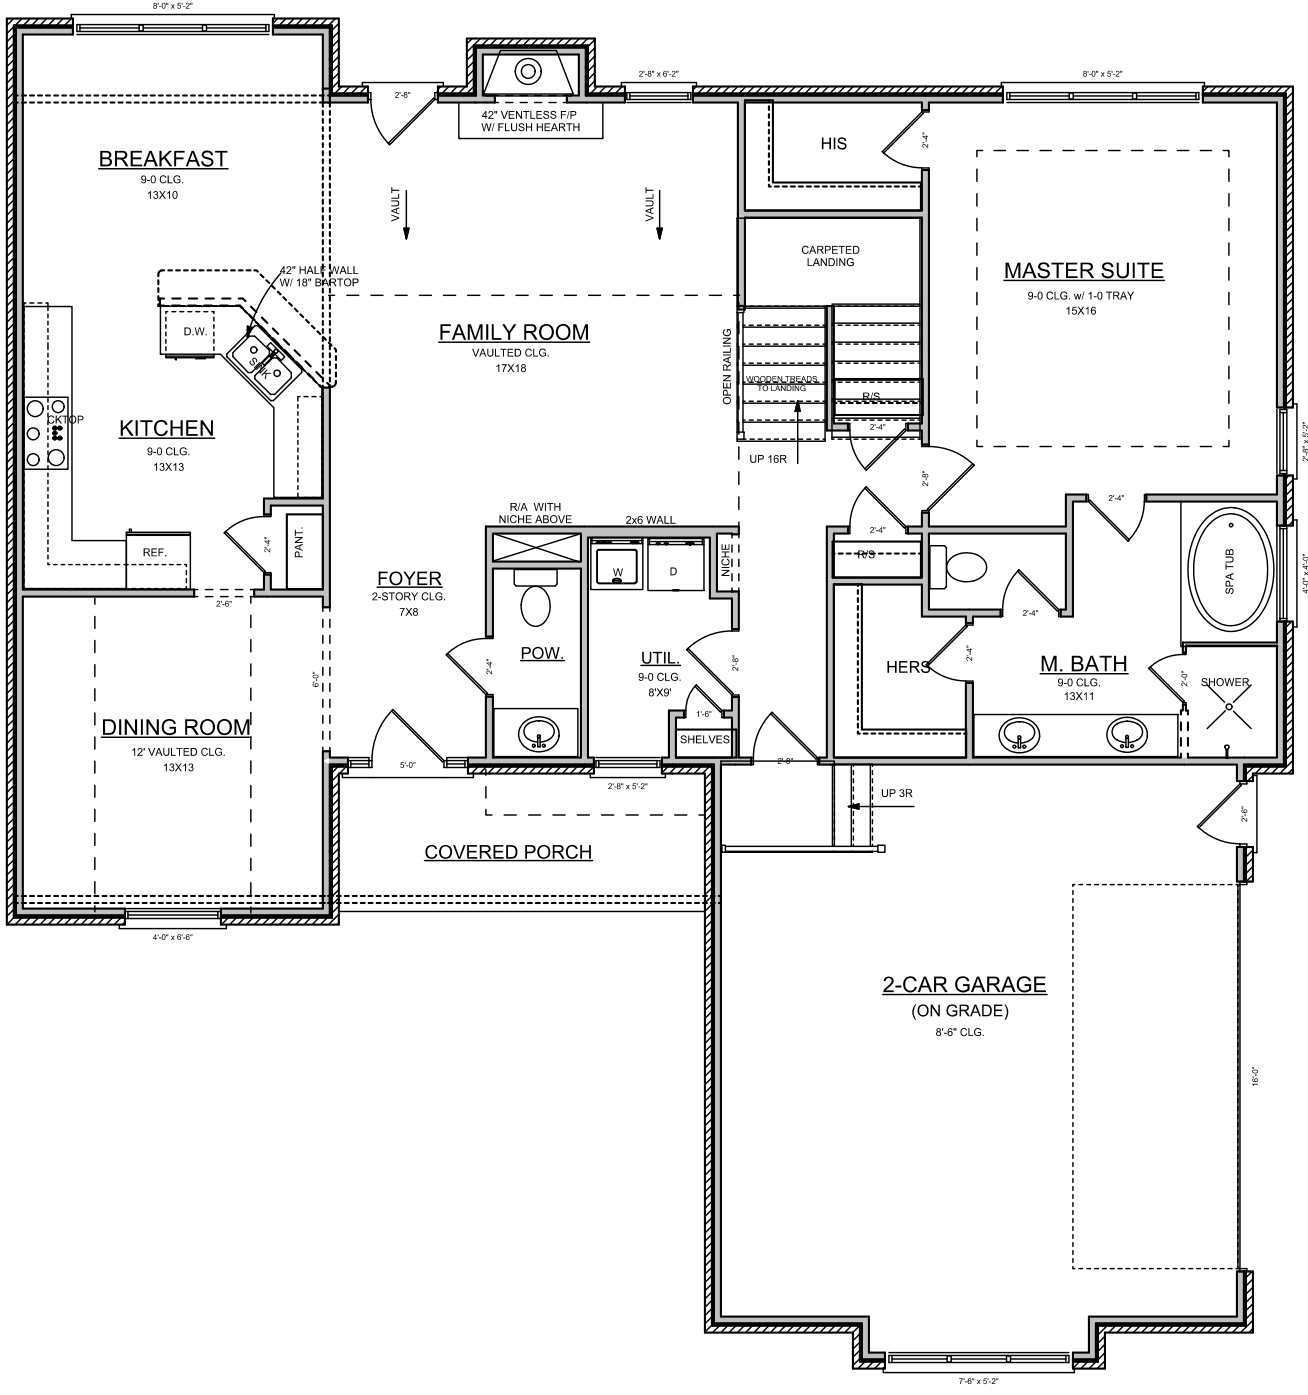 8'-0" x 5'-2"
2'-8" x 6'-2"
8'-0" x 5'-2"
2'-8"
42" VENTLESS F/P
W/ FLUSH HEARTH
HIS
2'-4"
BREAKFAST
9-0 CLG.
13X10
VAULT
VAULT
CARPETED
LANDING
MASTER SUITE
9-0 CLG. w/ 1-0 TRAY
15X16
42" HALF WALL
W/ 18" BARTOP
D.W.
SINK
FAMILY ROOM
VAULTED CLG.
17X18
OPEN RAILING
WOODEN TREADS
TO LANDING
R/S
2'-4"
UP 16R
CKTOP
KITCHEN
9-0 CLG.
13X13
2'-8" x 5'-2"
2'-8"
2'-4"
R/A WITH
NICHE ABOVE
2x6 WALL
2'-4"
REF.
2'-4"
PANT.
W
D
NICHE
R/S
SPA TUB
4'-0" x 4'-0"
FOYER
2-STORY CLG.
7X8
2'-6"
2'-4"
6'-0"
2'-4"
POW.
UTIL.
9-0 CLG.
8'X9'
2'-8"
HERS
2'-4"
M. BATH
9-0 CLG.
13X11
2'-0"
SHOWER
1'-6"
SHELVES
DINING ROOM
12' VAULTED CLG.
13X13
5'-0"
2'-8" x 5'-2"
2'-8"
UP 3R
2'-6"
COVERED PORCH
4'-0" x 6'-6"
2-CAR GARAGE
(ON GRADE)
8'-6" CLG.
16'-0"
7'-6" x 5'-2"